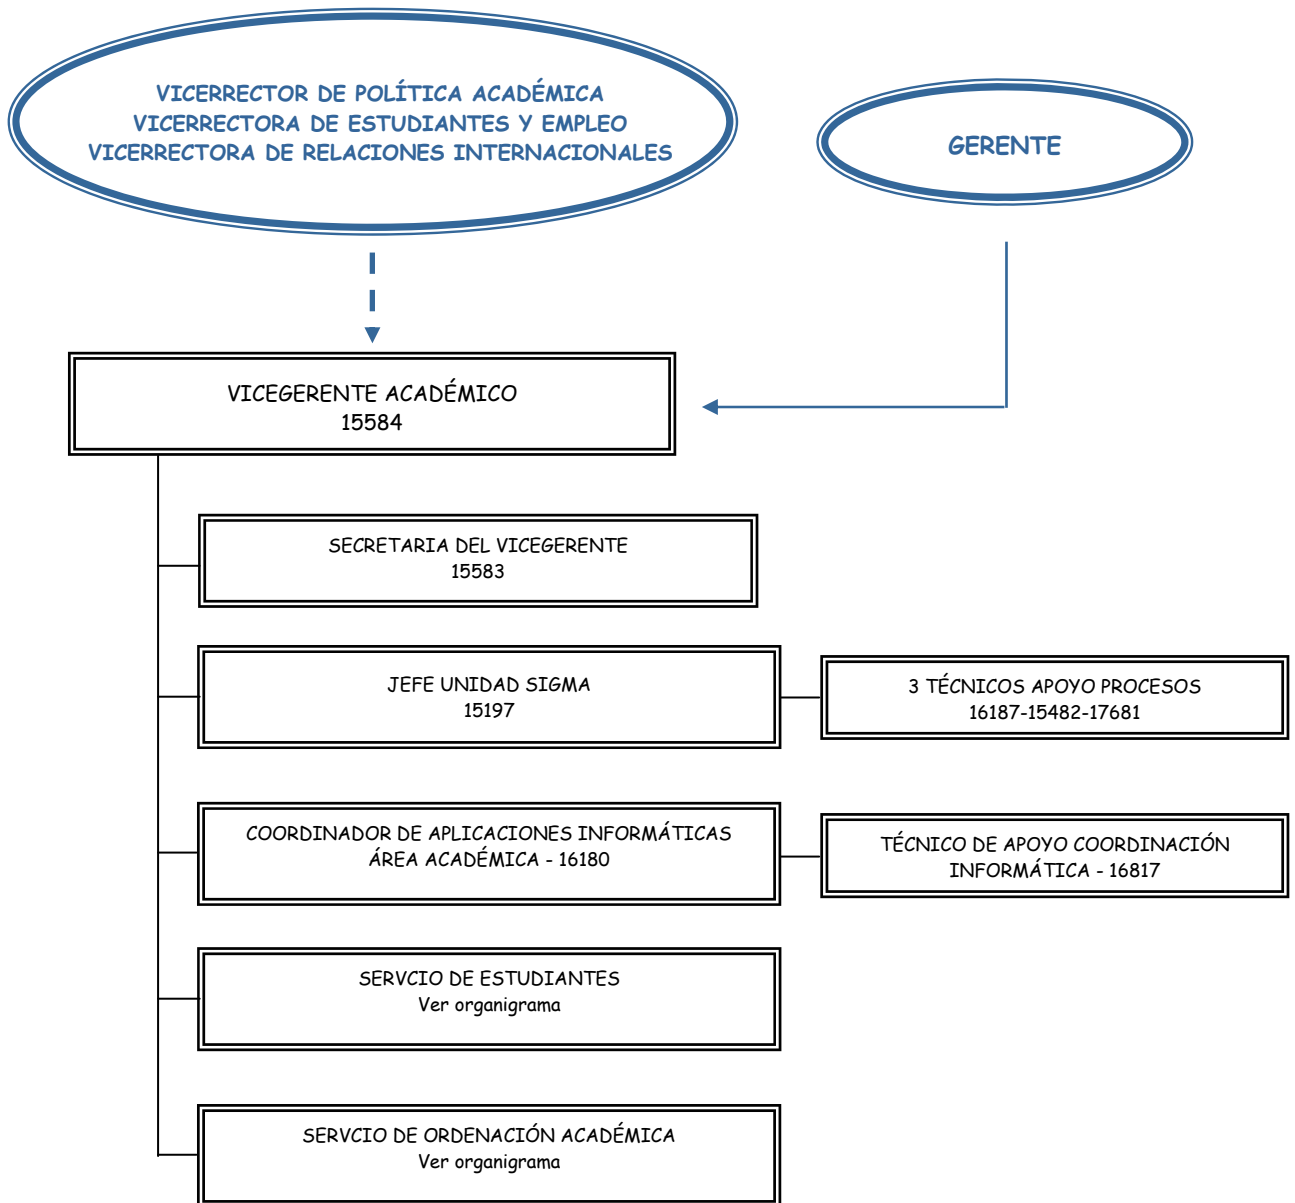 VICERRECTOR DE POLÍTICA ACADÉMICA
VICERRECTORA DE ESTUDIANTES Y EMPLEO
VICERRECTORA DE RELACIONES INTERNACIONALES
GERENTE
VICEGERENTE ACADÉMICO
15584
SECRETARIA DEL VICEGERENTE
15583
JEFE UNIDAD SIGMA
15197
3 TÉCNICOS APOYO PROCESOS
16187-15482-17681
COORDINADOR DE APLICACIONES INFORMÁTICAS
ÁREA ACADÉMICA - 16180
TÉCNICO DE APOYO COORDINACIÓN
INFORMÁTICA - 16817
SERVCIO DE ESTUDIANTES
Ver organigrama
SERVCIO DE ORDENACIÓN ACADÉMICA
Ver organigrama